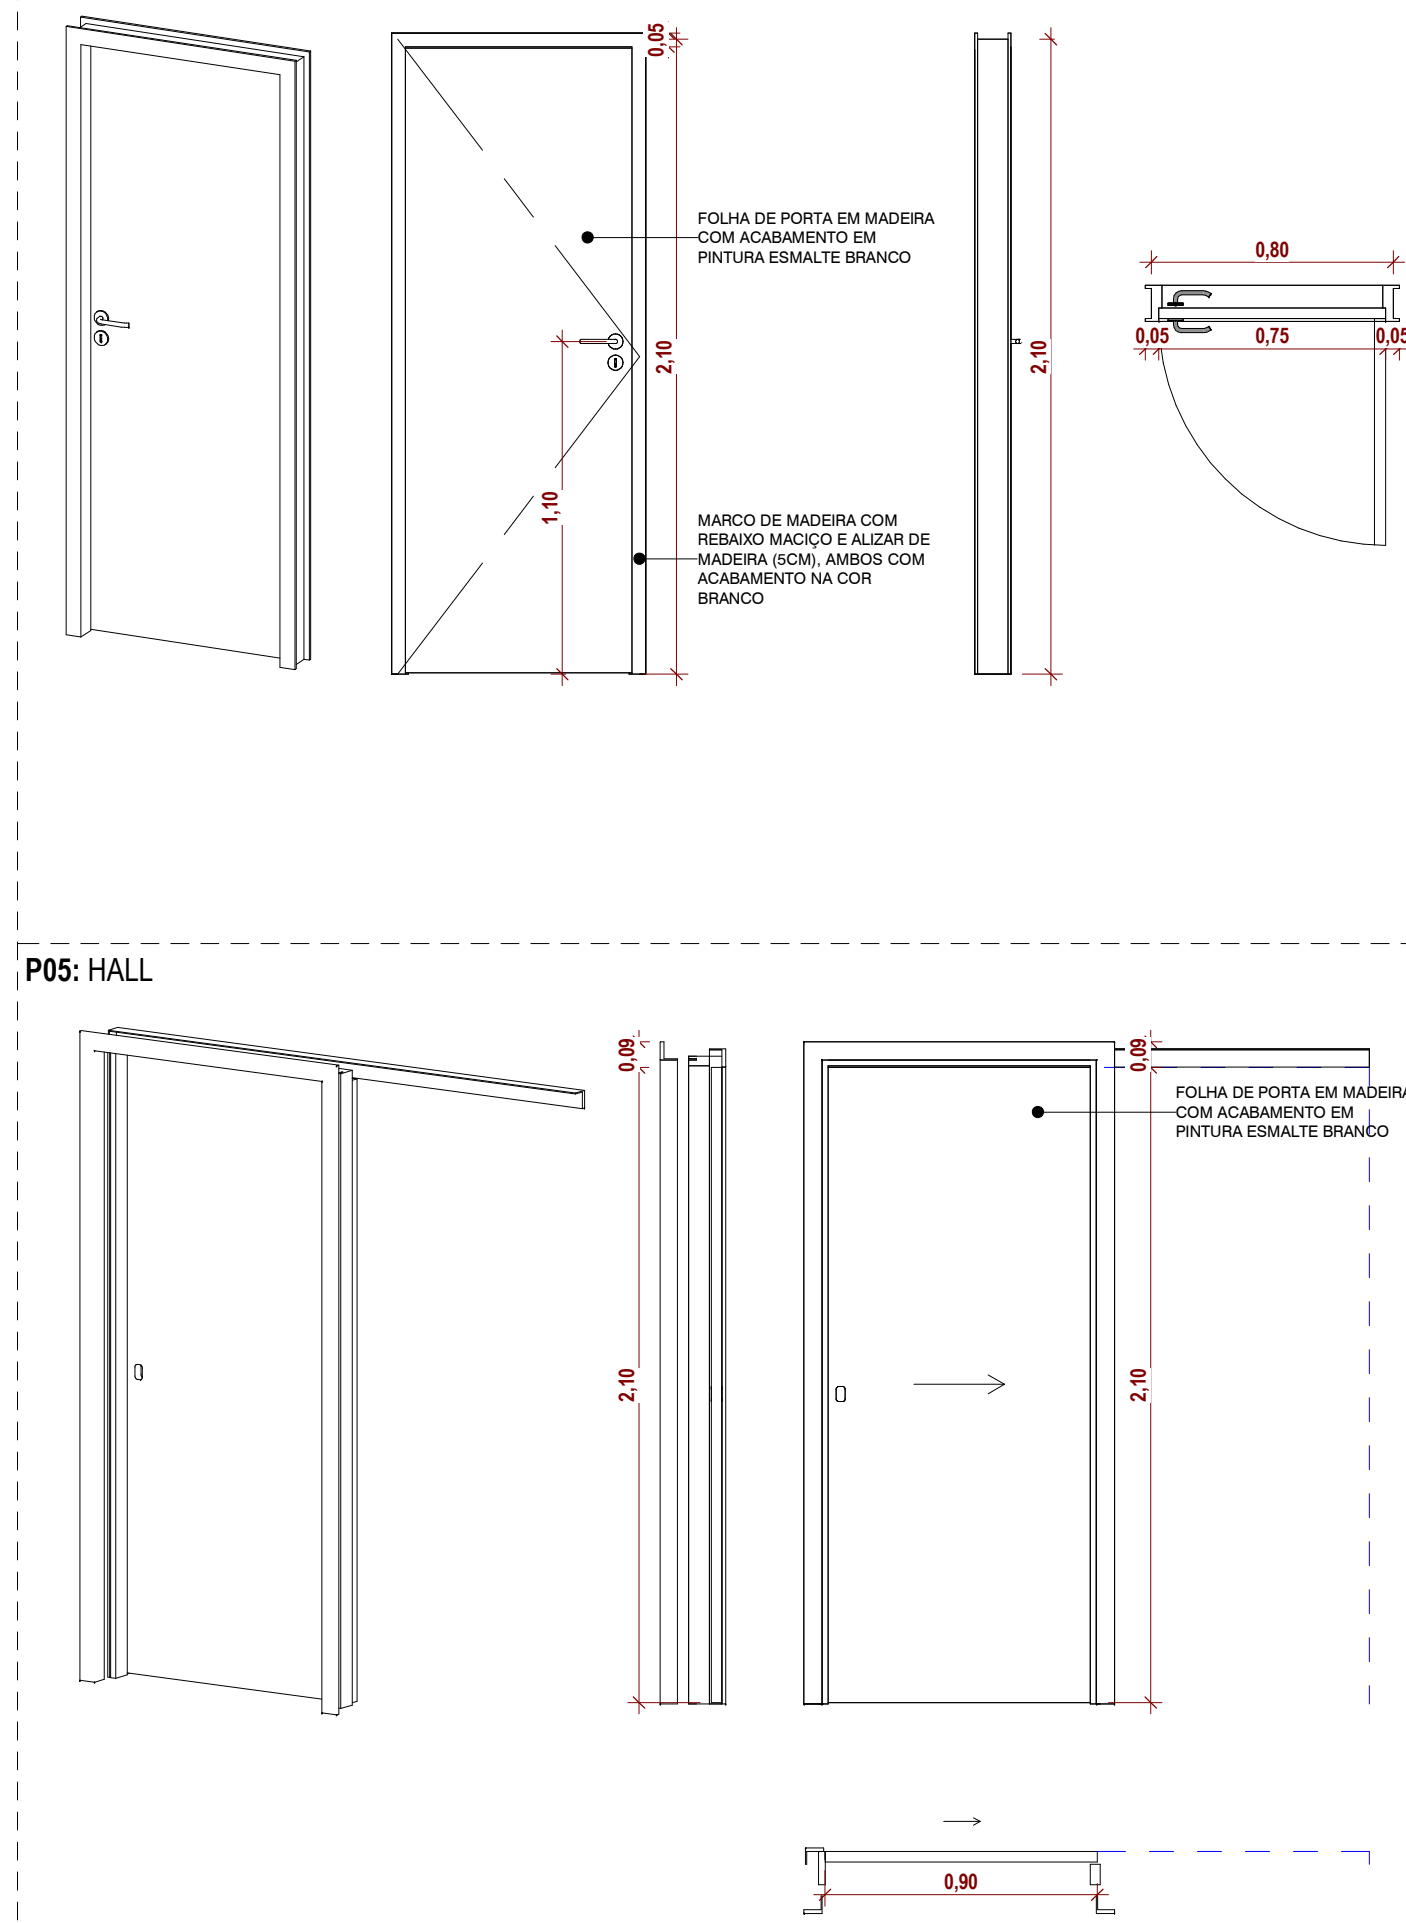 0,05
FOLHA DE PORTA EM MADEIRA
COM ACABAMENTO EM
PINTURA ESMALTE BRANCO
0,80
0,05
0,75
0,05
2,10
2,10
1,10
MARCO DE MADEIRA COM
REBAIXO MACIÇO E ALIZAR DE
MADEIRA (5CM), AMBOS COM
ACABAMENTO NA COR
BRANCO
P05: HALL
0,09
0,09
FOLHA DE PORTA EM MADEIRA
COM ACABAMENTO EM
PINTURA ESMALTE BRANCO
2,10
2,10
0,90